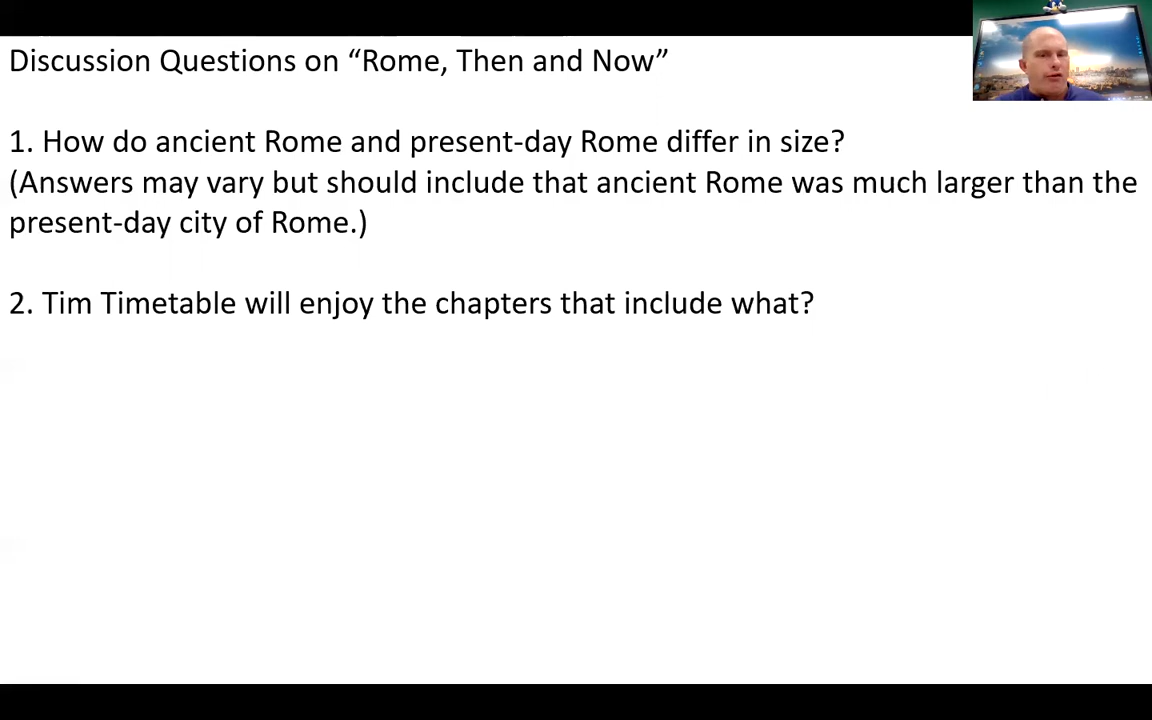 Discussion Questions on “Rome, Then and Now”
1. How do ancient Rome and present-day Rome differ in size?
(Answers may vary but should include that ancient Rome was much larger than the
present-day city of Rome.)
2. Tim Timetable will enjoy the chapters that include what?